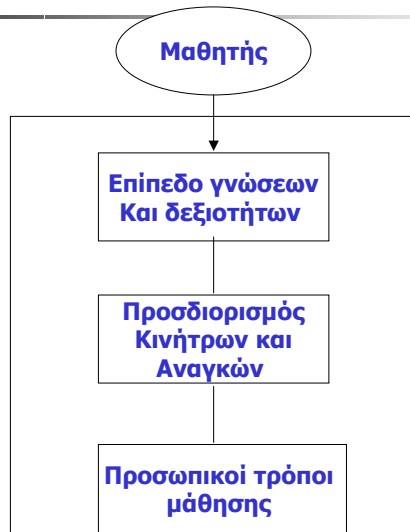 Μαθητής
Επίπεδο γνώσεων
Και δεξιοτήτων
Προσδιορισμός
Κινήτρων και
Αναγκών
Προσωπικοί τρόποι
μάθησης